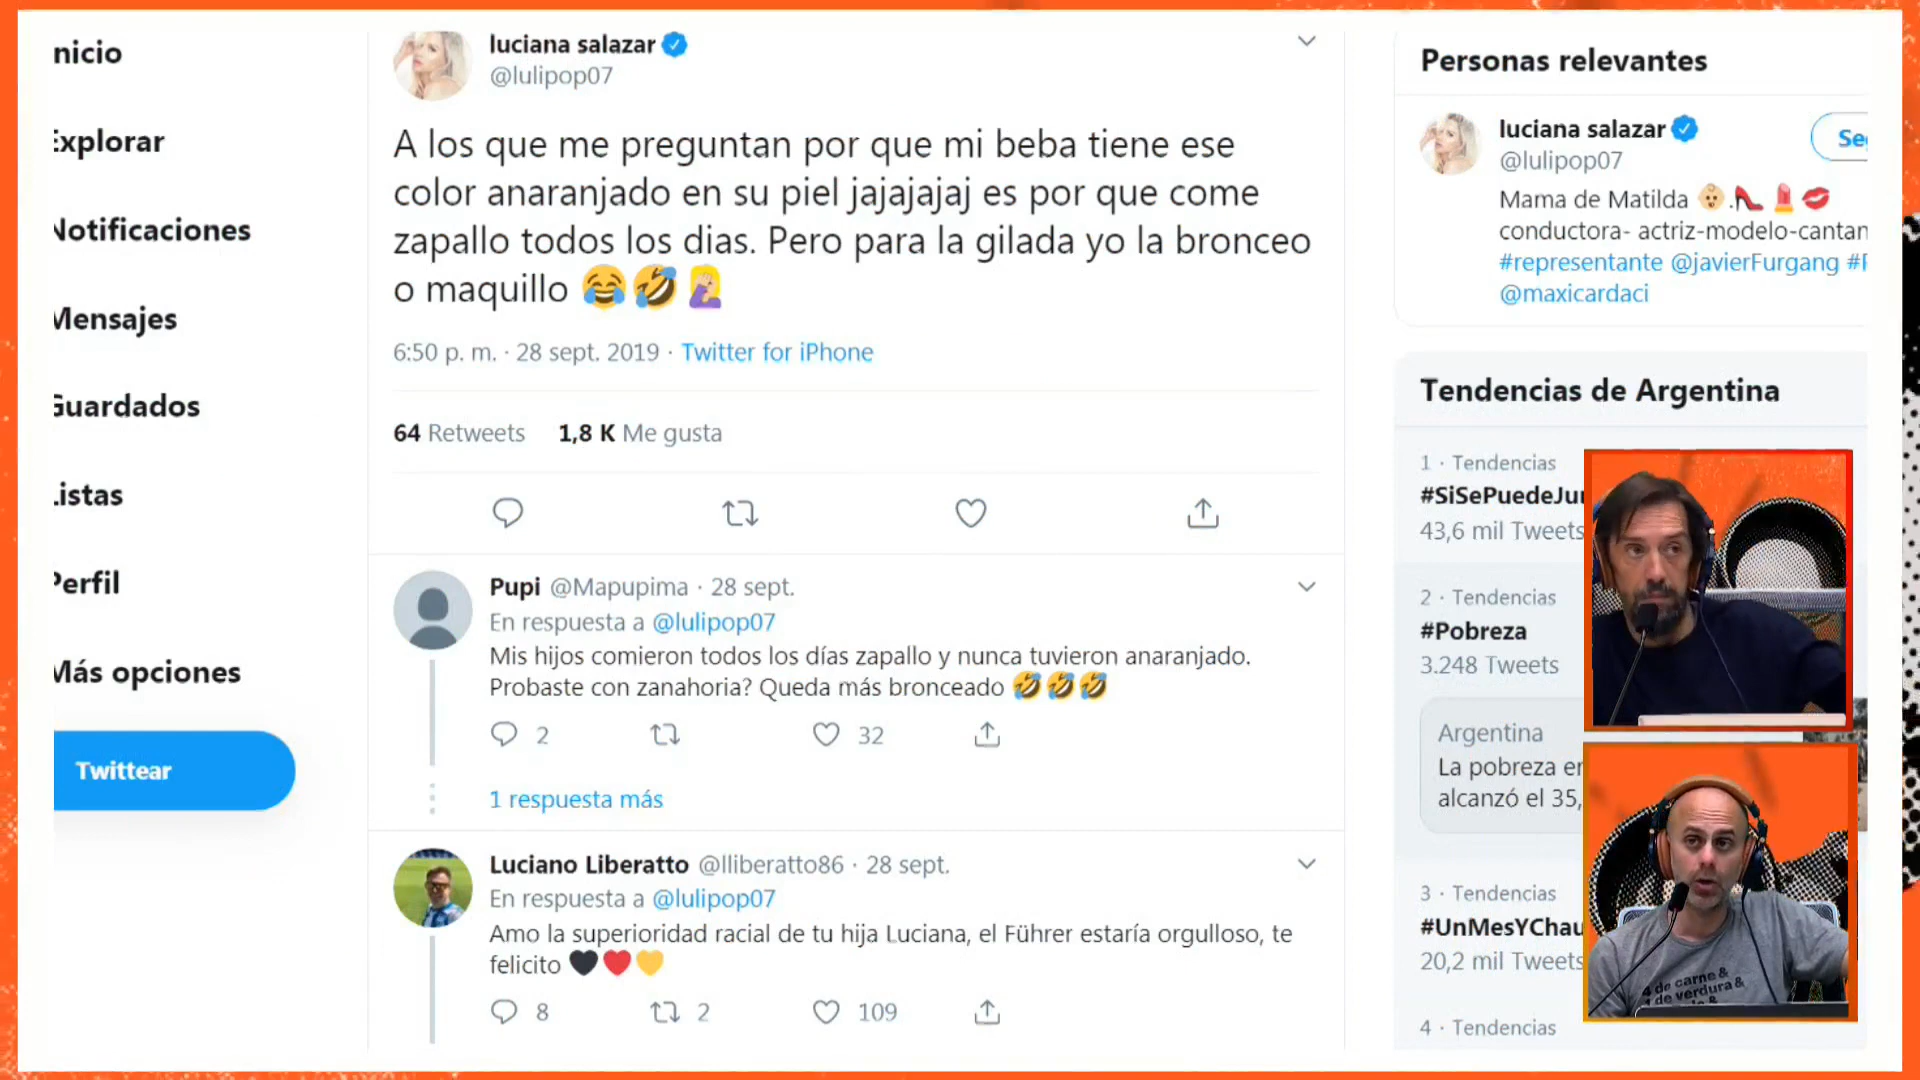 nicio
Explorar
Notificaciones
Mensajes
Guardados
Listas
Perfil
Más opciones
Twittear
luciana salazar
@lulipop07
A los que me preguntan por que mi beba tiene ese
color anaranjado en su piel jajajajaj es por que come
zapallo todos los dias. Pero para la gilada yo la bronceo
o maquillo 😂🤣🤦🏼‍♀️
6:50 p. m. · 28 sept. 2019 · Twitter for iPhone
64 Retweets 1,8 K Me gusta
Pupi @Mapupima · 28 sept.
En respuesta a @lulipop07
Mis hijos comieron todos los días zapallo y nunca tuvieron anaranjado.
Probaste con zanahoria? Queda más bronceado 🤣🤣🤣
2 32
1 respuesta más
Luciano Liberatto @lliberatto86 · 28 sept.
En respuesta a @lulipop07
Amo la superioridad racial de tu hija Luciana, el Führer estaría orgulloso, te
felicito 🖤❤️💛
8 2 109
Personas relevantes
luciana salazar
@lulipop07
Se
Mama de Matilda 👶🏼.👠💄💋
conductora- actriz-modelo-cantan
#representante @javierFurgang #
@maxicardaci
Tendencias de Argentina
1 · Tendencias
#SiSePuedeJu
43,6 mil Tweets
2 · Tendencias
#Pobreza
3.248 Tweets
Argentina
La pobreza en
alcanzó el 35,
3 · Tendencias
#UnMesYChau
20,2 mil Tweets
4 · Tendencias
de carne &
de verdura &